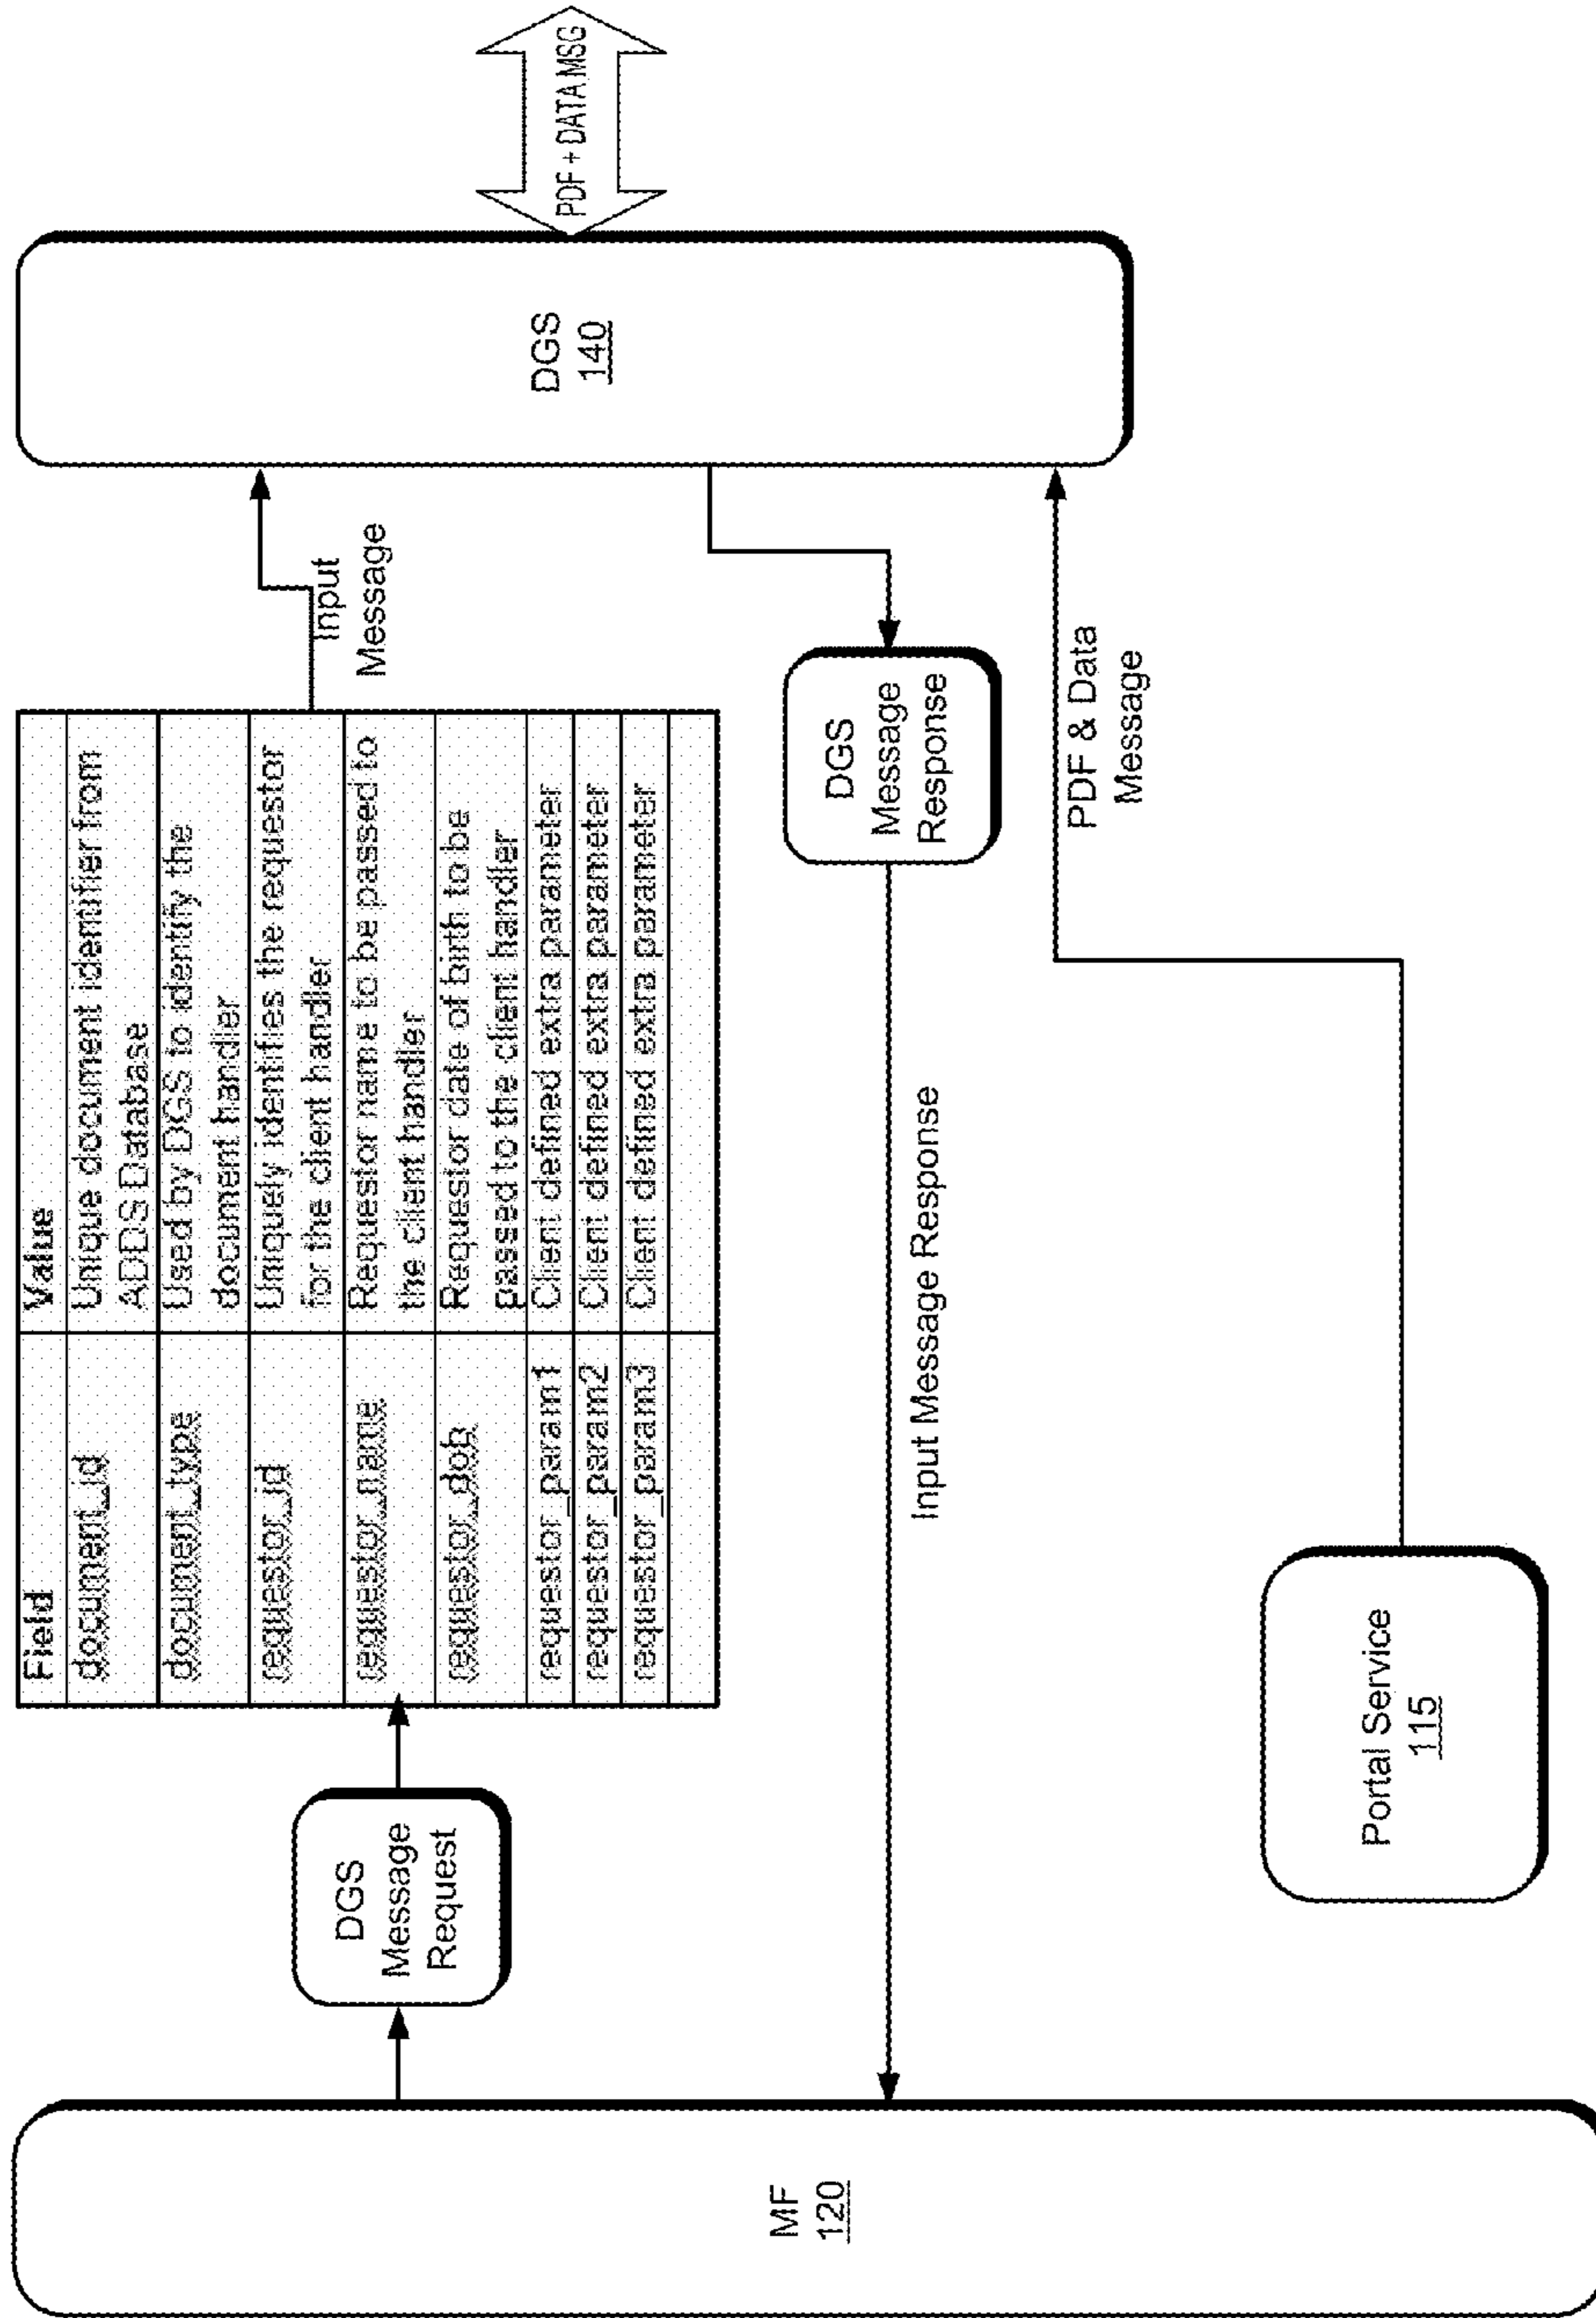 MF
120
DGS
Message
Request
Field
Value
document_id
Unique document identifier from
ADDS Database
document_type
Used by DGS to identify the
document handler
requestor_id
Uniquely identifies the requestor
for the client handler
requestor_name
Requestor name to be passed to
the client handler
requestor_dob
Requestor date of birth to be
passed to the client handler
requestor_param1
Client defined extra parameter
requestor_param2
Client defined extra parameter
requestor_param3
Client defined extra parameter
Input
Message
DGS
140
PDF + DATA MSG
DGS
Message
Response
Input Message Response
PDF & Data
Message
Portal Service
115